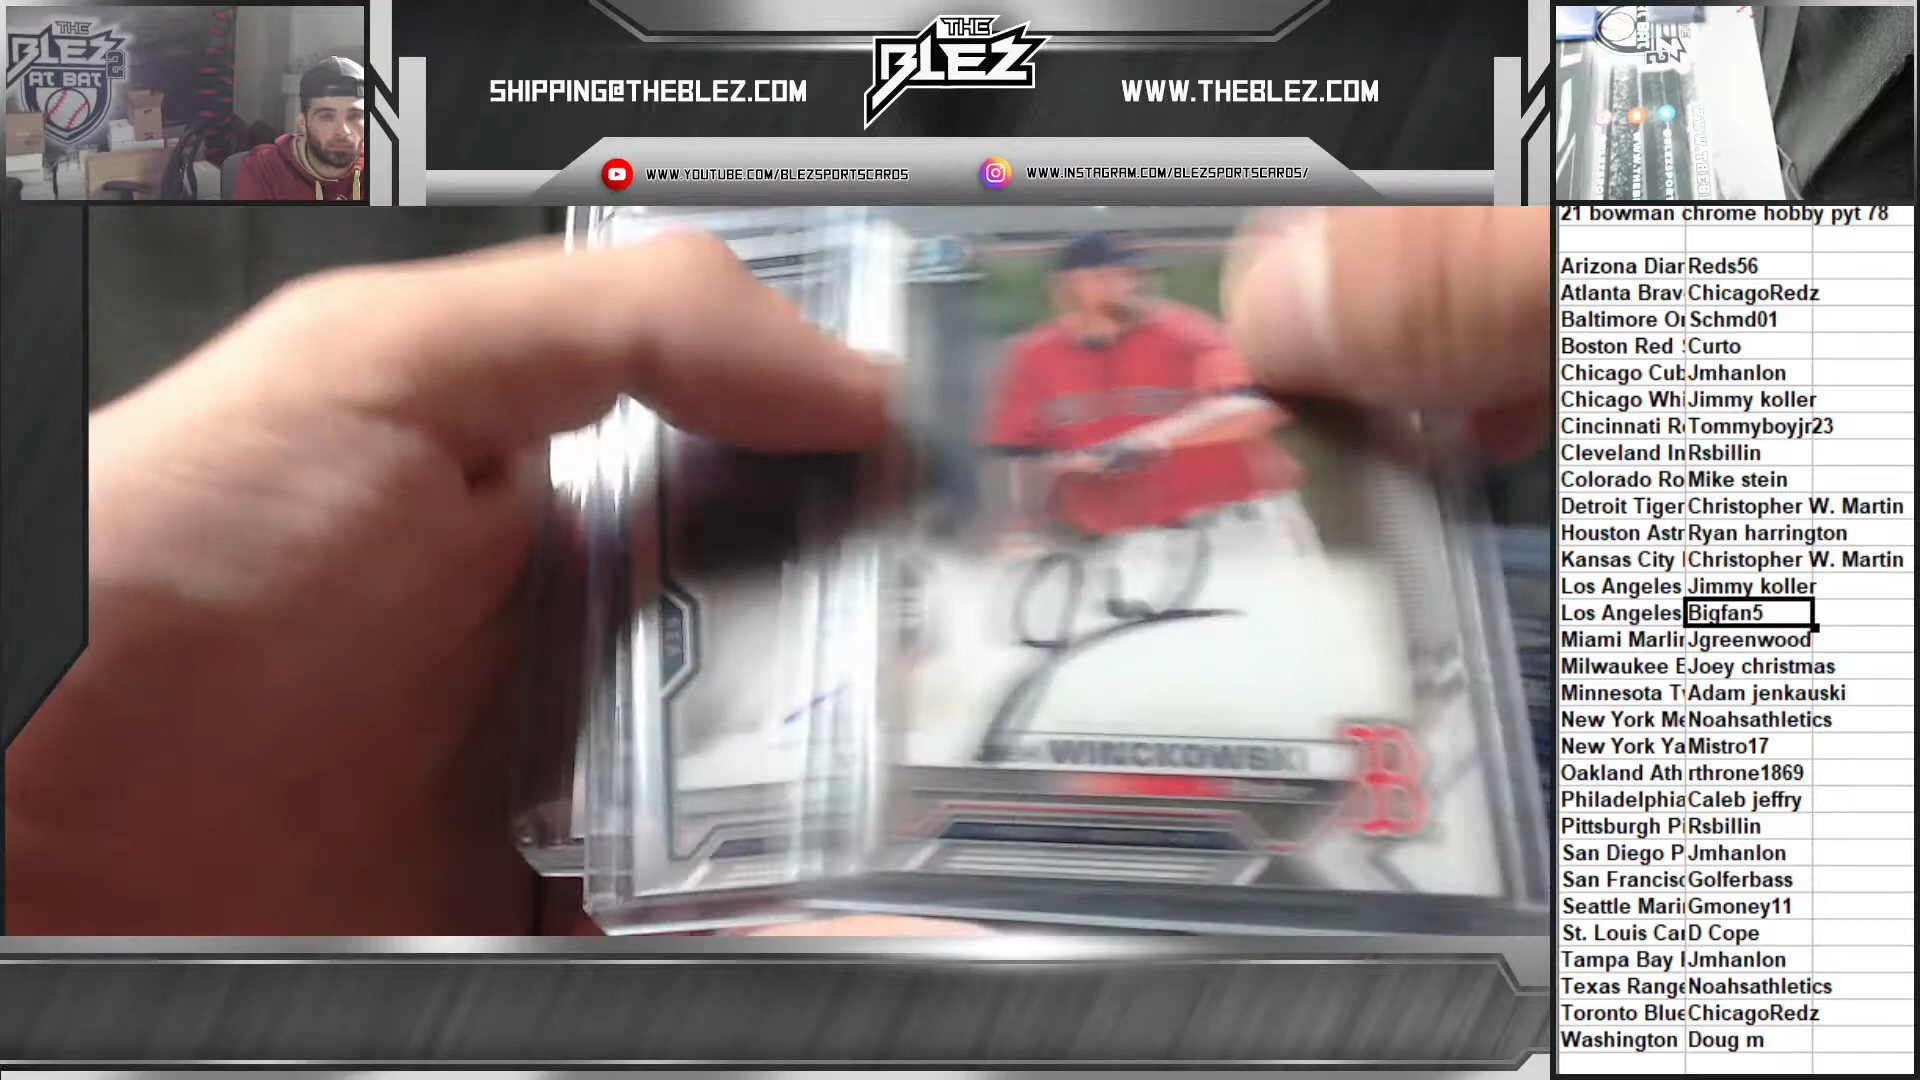 THE
BLEZ
AT BAT 2
SHIPPING@THEBLEZ.COM
THE
BLEZ
WWW.THEBLEZ.COM
WWW.YOUTUBE.COM/BLEZSPORTSCARDS
WWW.INSTAGRAM.COM/BLEZSPORTSCARDS/
21 bowman chrome hobby pyt 78
Arizona Diar Reds56
Atlanta Brav ChicagoRedz
Baltimore Or Schmd01
Boston Red Curto
Chicago Cub Jmhanlon
Chicago Whi Jimmy koller
Cincinnati R Tommyboyjr23
Cleveland In Rsbillin
Colorado Ro Mike stein
Detroit Tiger Christopher W. Martin
Houston Astr Ryan harrington
Kansas City Christopher W. Martin
Los Angeles Jimmy koller
Los Angeles Bigfan5
Miami Marlin Jgreenwood
Milwaukee B Joey christmas
Minnesota Tw Adam jenkauski
New York Me Noahsathletics
New York Ya Mistro17
Oakland Ath rthrone1869
Philadelphia Caleb jeffry
Pittsburgh Pi Rsbillin
San Diego P Jmhanlon
San Francisc Golferbass
Seattle Mari Gmoney11
St. Louis Car D Cope
Tampa Bay Jmhanlon
Texas Range Noahsathletics
Toronto Blue ChicagoRedz
Washington Doug m
WINCKOWSKI
B